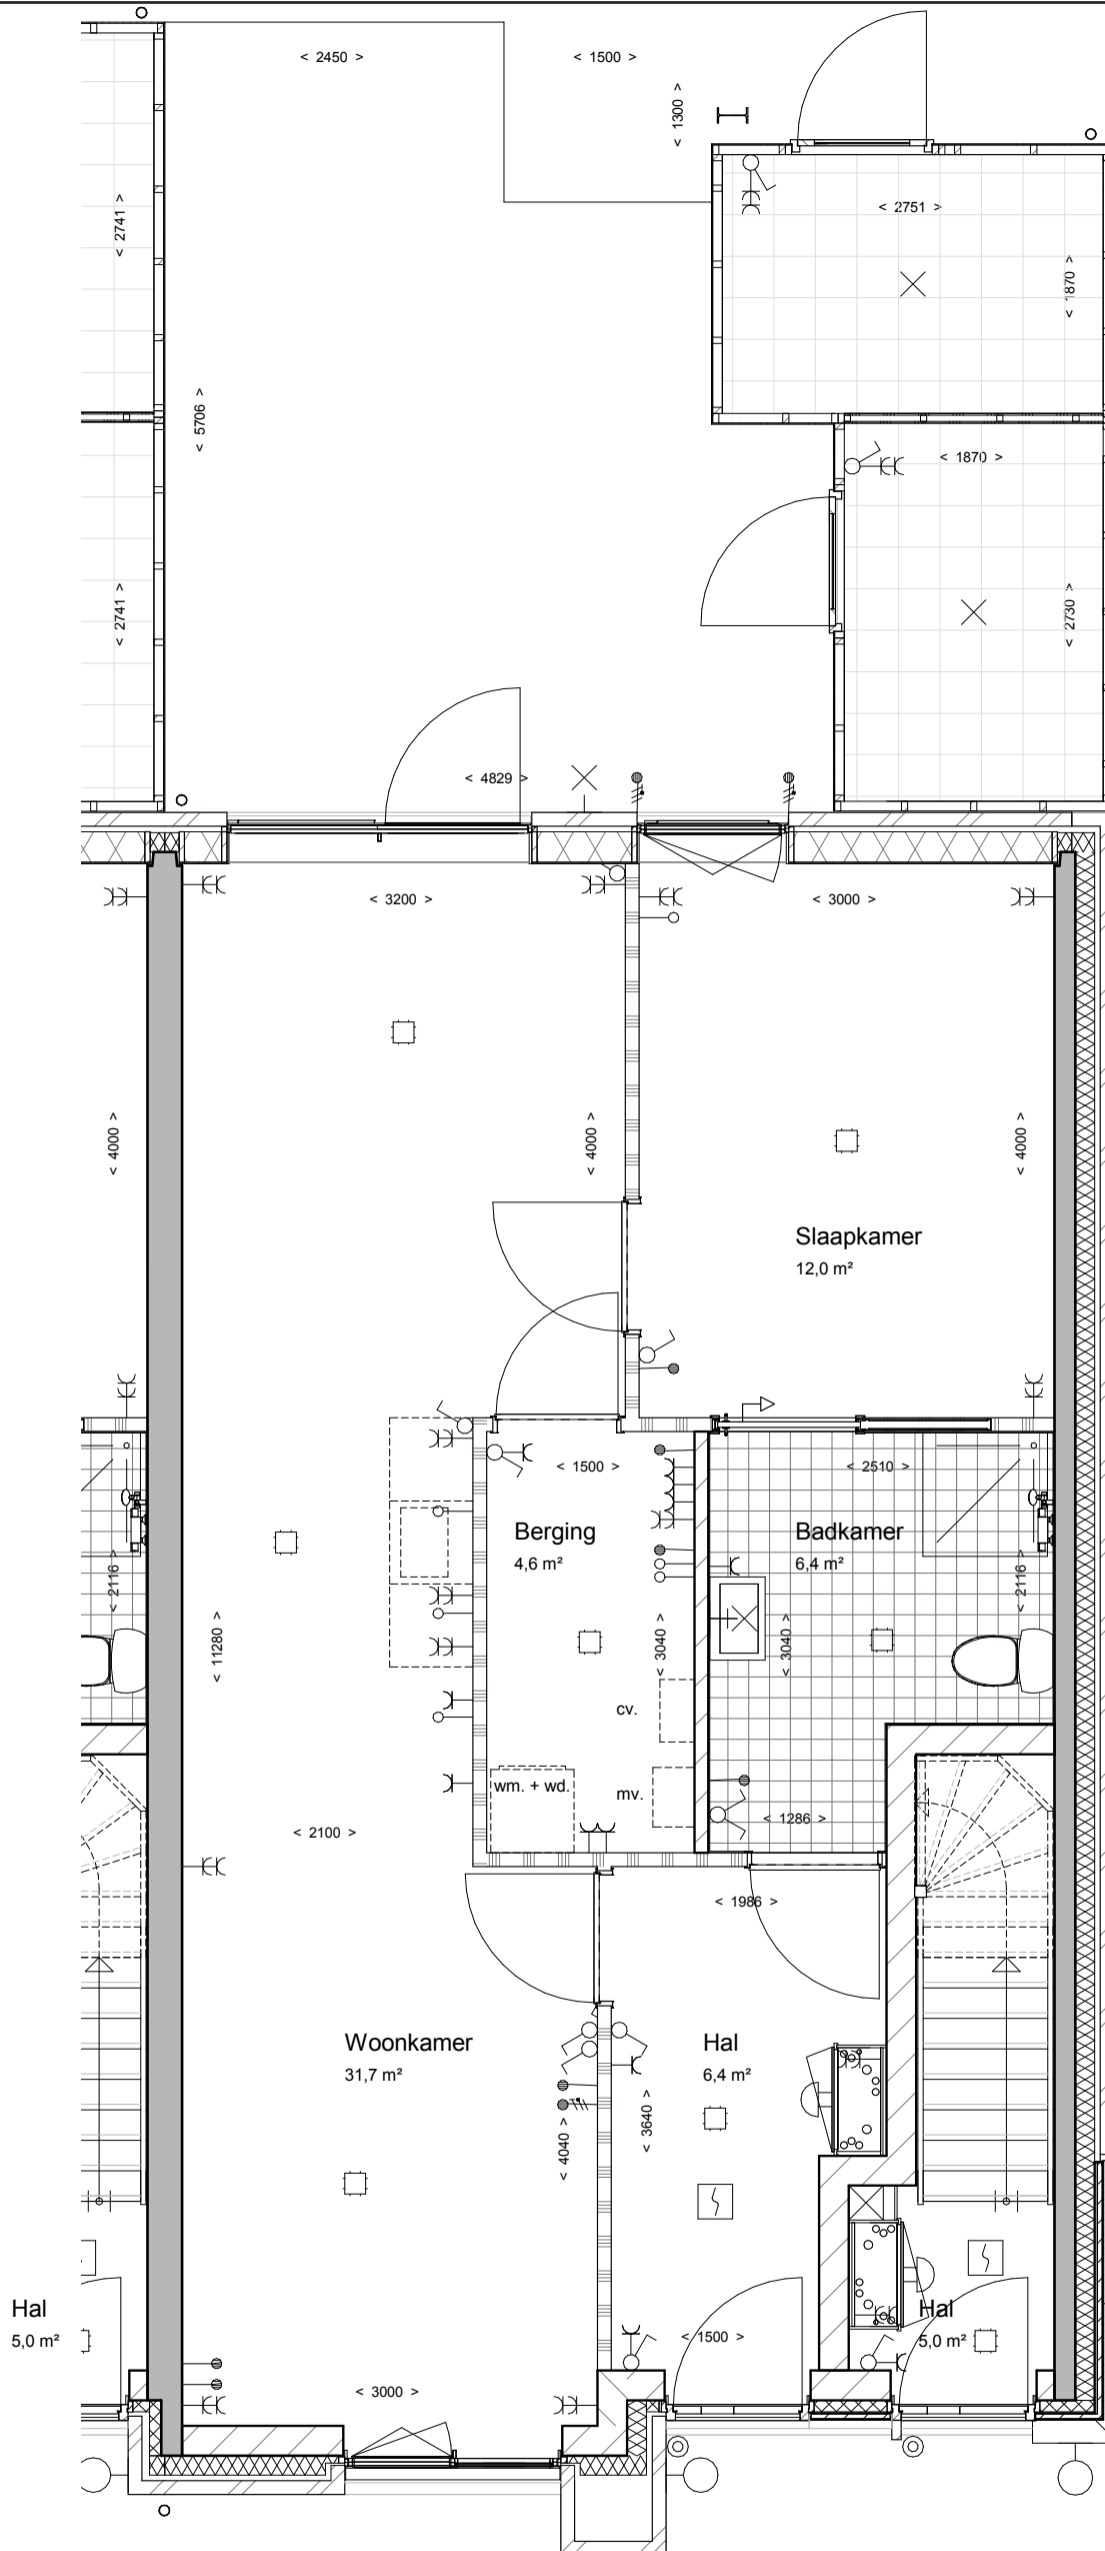 < 2450 >
< 1500 >
< 1300 >
< 2741 >
< 2751 >
< 1870 >
< 5706 >
< 1870 >
< 2741 >
< 2730 >
< 4829 >
< 3200 >
< 3000 >
< 4000 >
< 4000 >
< 4000 >
Slaapkamer
12,0 m²
< 1500 >
< 2510 >
Berging
4,6 m²
Badkamer
6,4 m²
< 2116 >
< 2116 >
< 11280 >
< 3040 >
< 3040 >
cv.
wm. + wd.
mv.
< 2100 >
< 1286 >
< 1986 >
Woonkamer
31,7 m²
Hal
6,4 m²
< 4040 >
< 3640 >
Hal
5,0 m²
Hal
5,0 m²
< 1500 >
< 3000 >